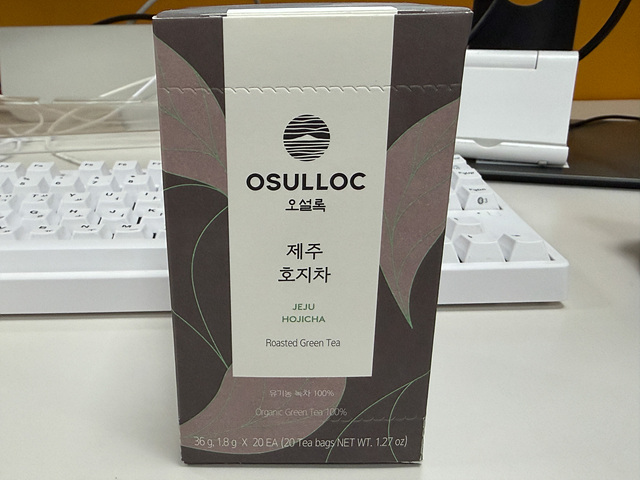 OSULLOC
오설록
제주
호지차
JEJU
HOJICHA
Roasted Green Tea
유기농 녹차 100%
Organic Green Tea 100%
36 g, 1.8 g X 20 EA (20 Tea bags NET WT. 1.27 oz)